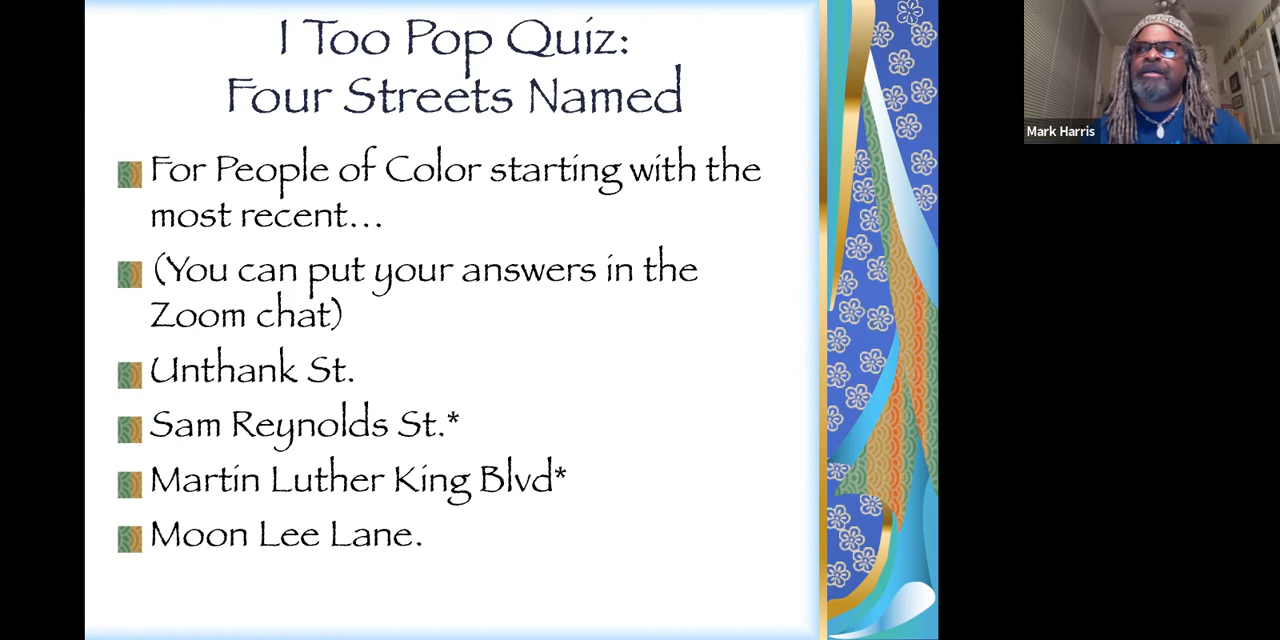 I Too Pop Quiz:
Four Streets Named
For People of Color starting with the
most recent...
(You can put your answers in the
Zoom chat)
Unthank St.
Sam Reynolds St.*
Martin Luther King Blvd*
Moon Lee Lane.
Mark Harris